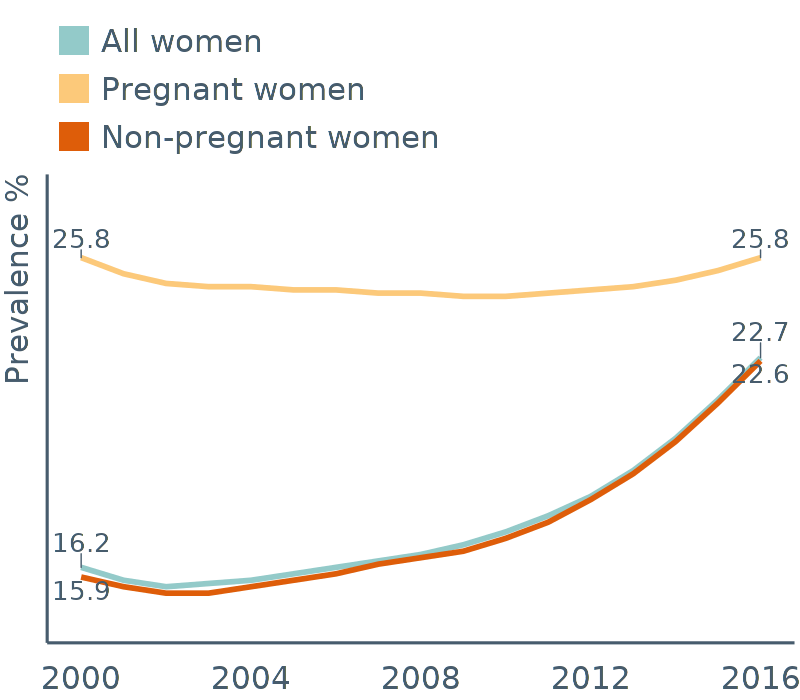 All women
Pregnant women
Non-pregnant women
Prevalence %
25.8
25.8
22.7
22.6
16.2
15.9
2000 2004 2008 2012 2016